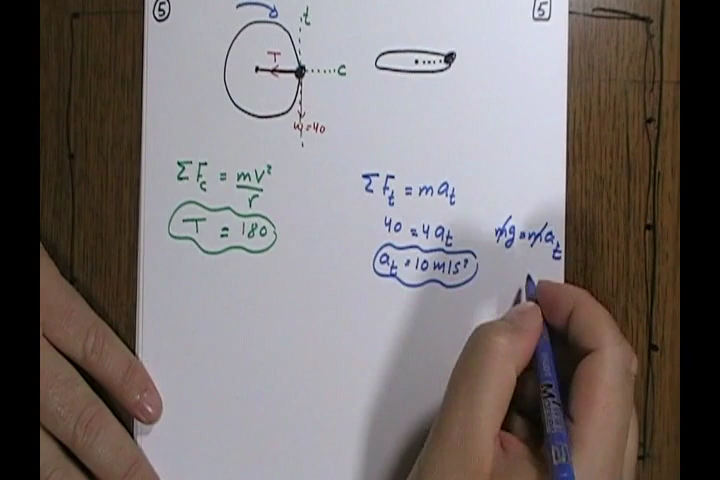 5
5
t
T
c
W=40
ΣF_c = mv²/r
T = 180
ΣF_t = ma_t
40 = 4a_t
mg = ma_t
a_t = 10 m/s²